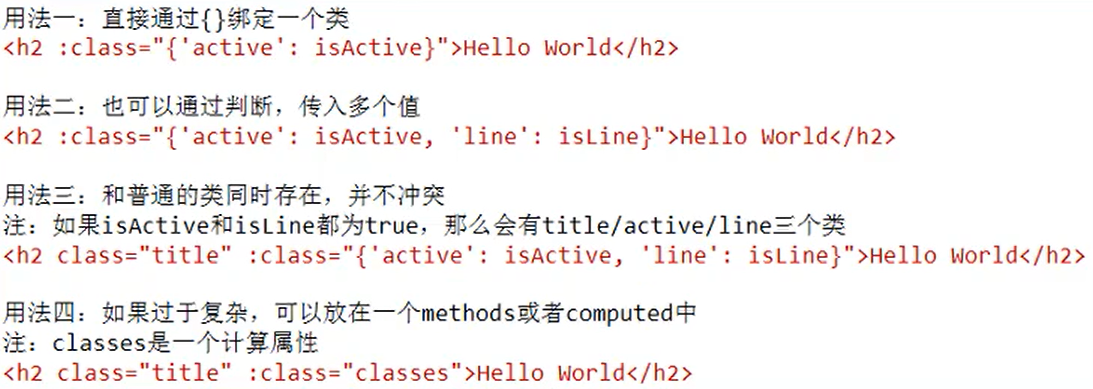 用法一：直接通过{}绑定一个类
<h2 :class="{'active': isActive}">Hello World</h2>
用法二：也可以通过判断，传入多个值
<h2 :class="{'active': isActive, 'line': isLine}">Hello World</h2>
用法三：和普通的类同时存在，并不冲突
注：如果isActive和isLine都为true，那么会有title/active/line三个类
<h2 class="title" :class="{'active': isActive, 'line': isLine}">Hello World</h2>
用法四：如果过于复杂，可以放在一个methods或者computed中
注：classes是一个计算属性
<h2 class="title" :class="classes">Hello World</h2>